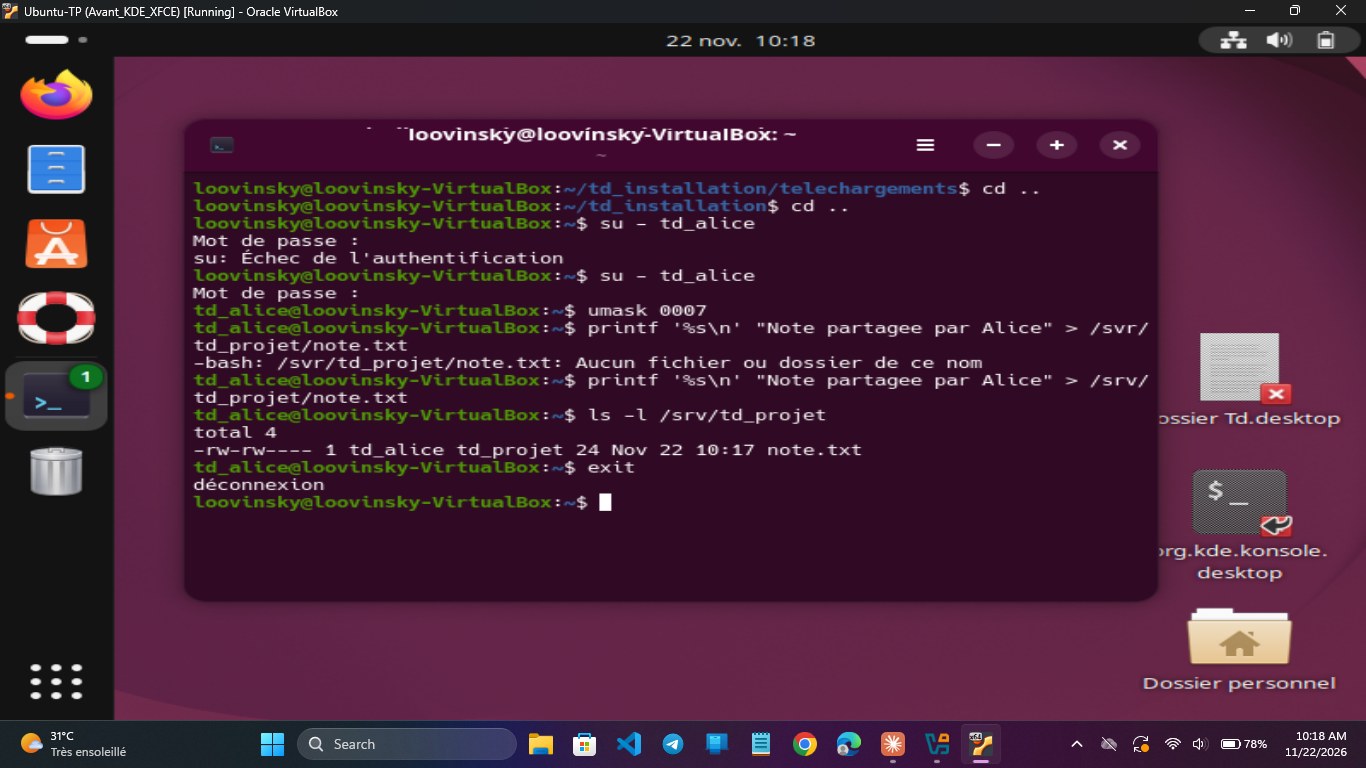 Ubuntu-TP (Avant_KDE_XFCE) [Running] - Oracle VirtualBox
22 nov. 10:18
loovinsky@loovinsky-VirtualBox: ~
~
loovinsky@loovinsky-VirtualBox:~/td_installation/telechargements$ cd ..
loovinsky@loovinsky-VirtualBox:~/td_installation$ cd ..
loovinsky@loovinsky-VirtualBox:~$ su - td_alice
Mot de passe :
su: Échec de l'authentification
loovinsky@loovinsky-VirtualBox:~$ su - td_alice
Mot de passe :
td_alice@loovinsky-VirtualBox:~$ umask 0007
td_alice@loovinsky-VirtualBox:~$ printf '%s\n' "Note partagee par Alice" > /svr/
td_projet/note.txt
-bash: /svr/td_projet/note.txt: Aucun fichier ou dossier de ce nom
td_alice@loovinsky-VirtualBox:~$ printf '%s\n' "Note partagee par Alice" > /srv/
td_projet/note.txt
td_alice@loovinsky-VirtualBox:~$ ls -l /srv/td_projet
total 4
-rw-rw---- 1 td_alice td_projet 24 Nov 22 10:17 note.txt
td_alice@loovinsky-VirtualBox:~$ exit
déconnexion
loovinsky@loovinsky-VirtualBox:~$
1
>_
ossier Td.desktop
$_
org.kde.konsole.
desktop
Dossier personnel
31°C
Très ensoleillé
Search
78%
10:18 AM
11/22/2026